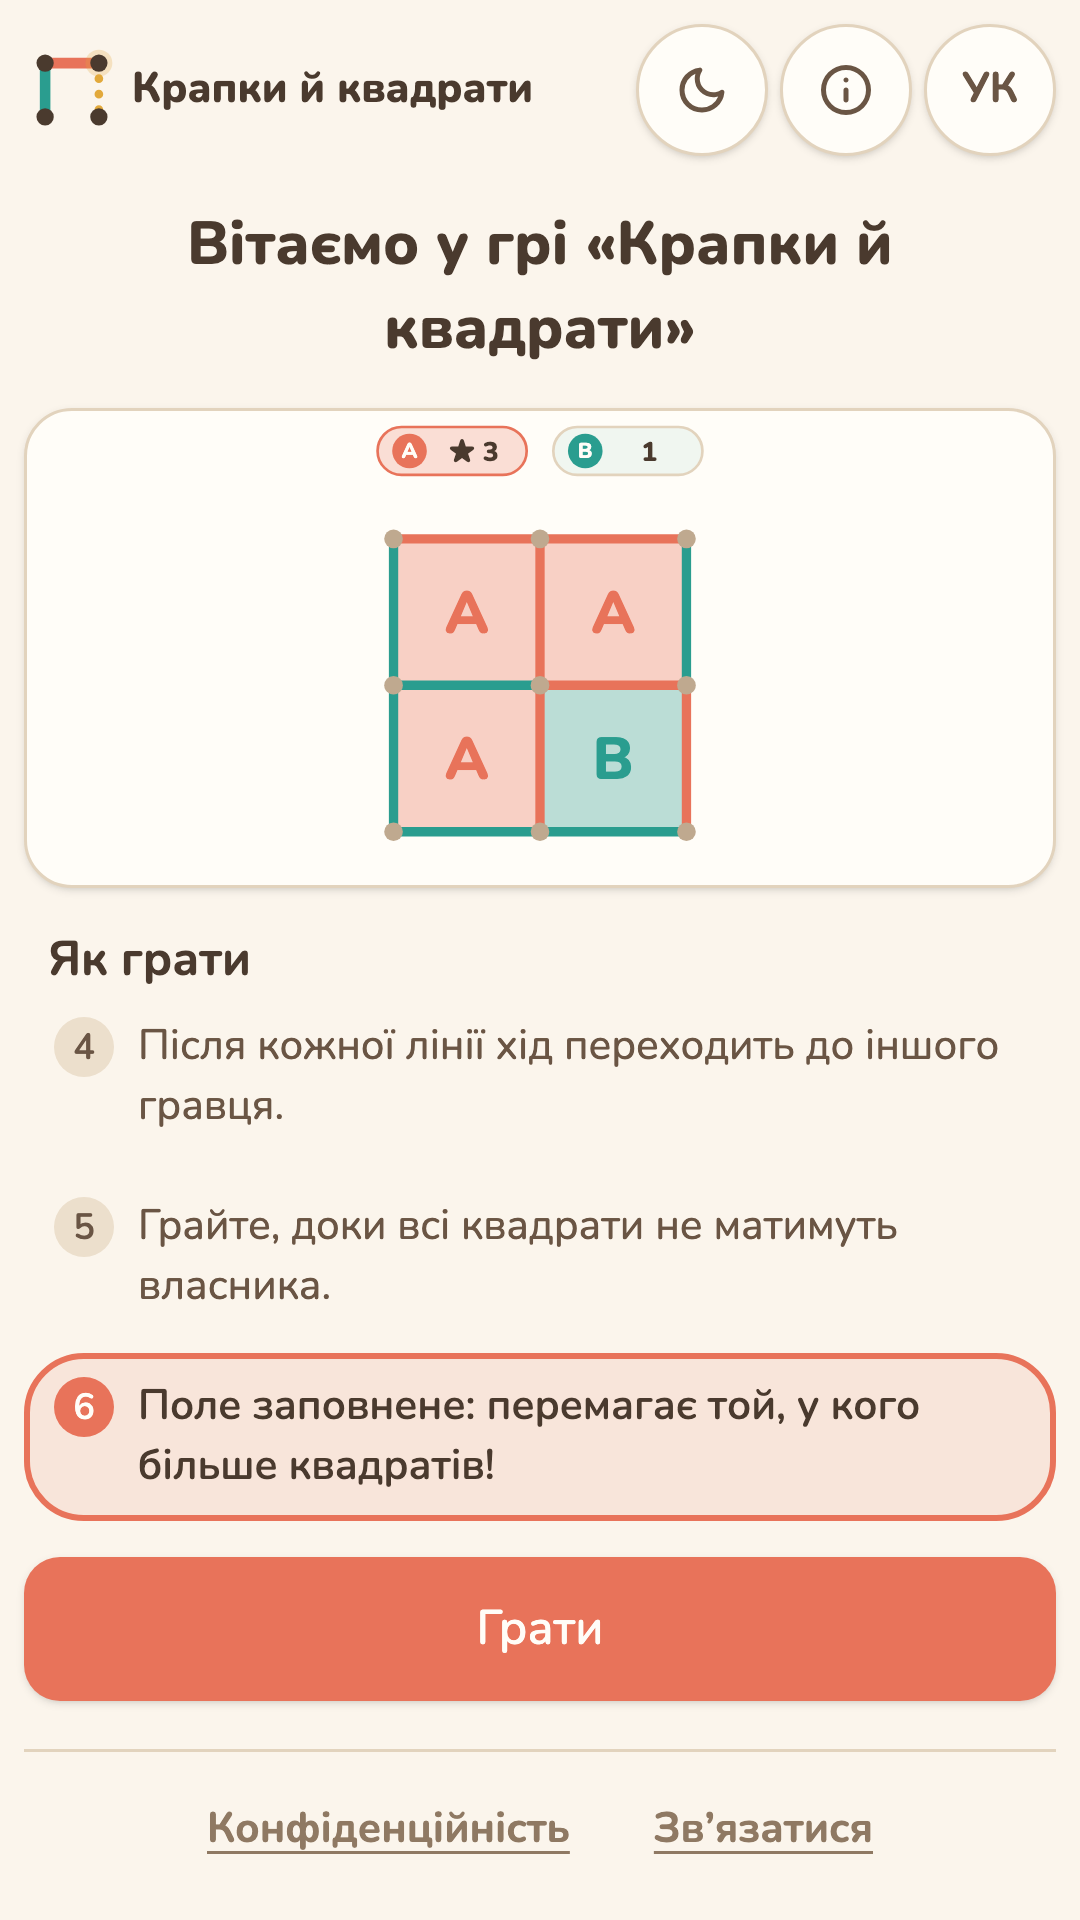 Крапки й квадрати
УК
Вітаємо у грі «Крапки й
квадрати»
A ★ 3
B 1
A A
A B
Як грати
4 Після кожної лінії хід переходить до іншого
гравця.
5 Грайте, доки всі квадрати не матимуть
власника.
6 Поле заповнене: перемагає той, у кого
більше квадратів!
Грати
Конфіденційність Зв’язатися